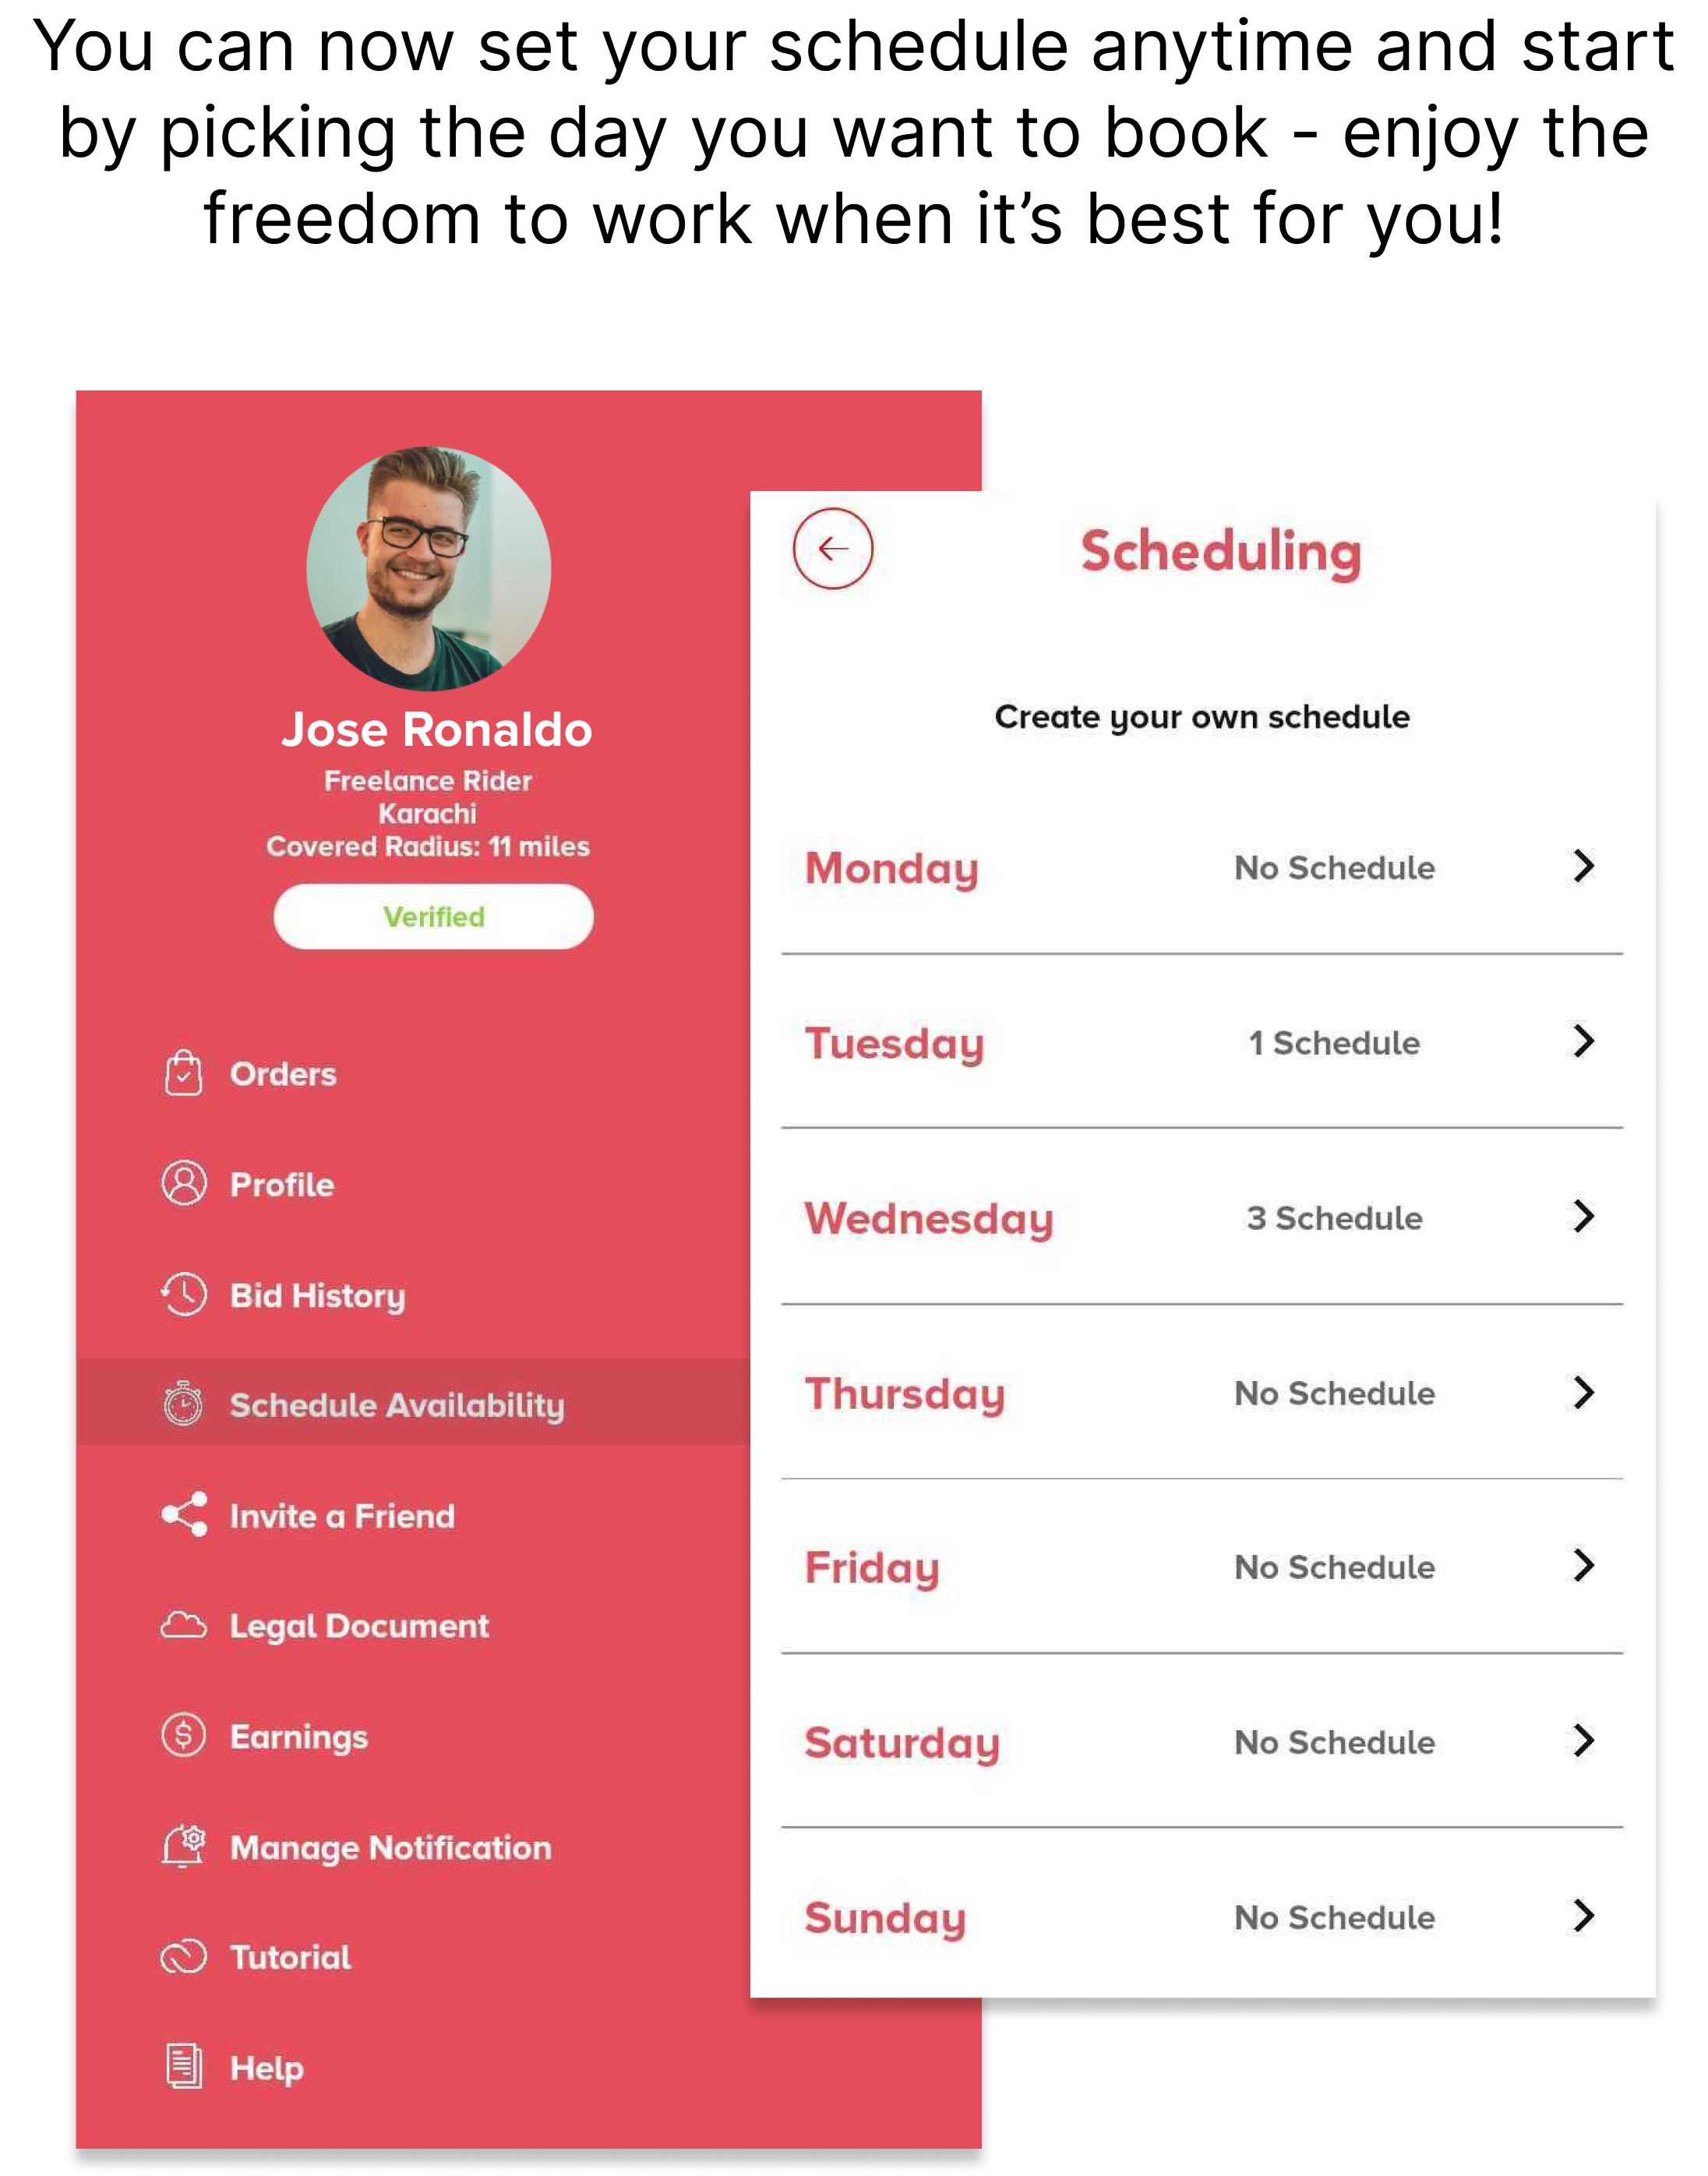 You can now set your schedule anytime and start
by picking the day you want to book - enjoy the
freedom to work when it’s best for you!
Jose Ronaldo
Freelance Rider
Karachi
Covered Radius: 11 miles
Verified
Orders
Profile
Bid History
Schedule Availability
Invite a Friend
Legal Document
Earnings
Manage Notification
Tutorial
Help
Scheduling
Create your own schedule
Monday No Schedule
Tuesday 1 Schedule
Wednesday 3 Schedule
Thursday No Schedule
Friday No Schedule
Saturday No Schedule
Sunday No Schedule